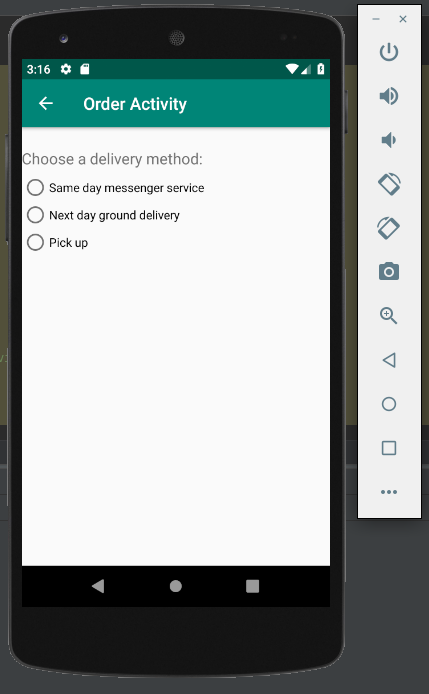 3:16
Order Activity
Choose a delivery method:
Same day messenger service
Next day ground delivery
Pick up